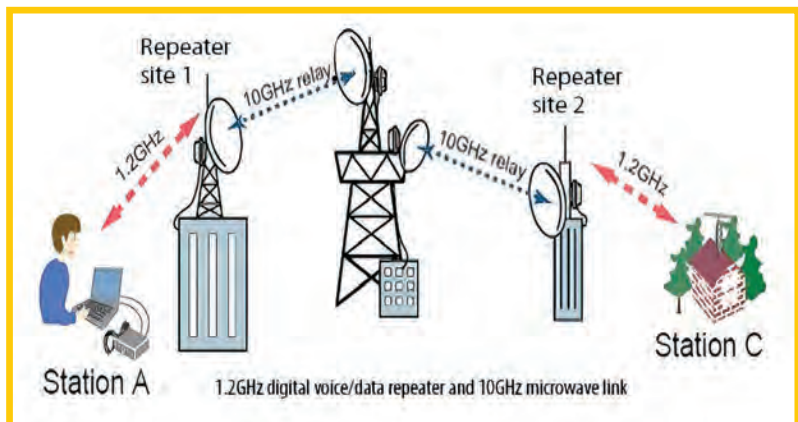 Repeater
site 1
10GHz relay
1.2GHz
Repeater
site 2
10GHz relay
1.2GHz
Station A
Station C
1.2GHz digital voice/data repeater and 10GHz microwave link